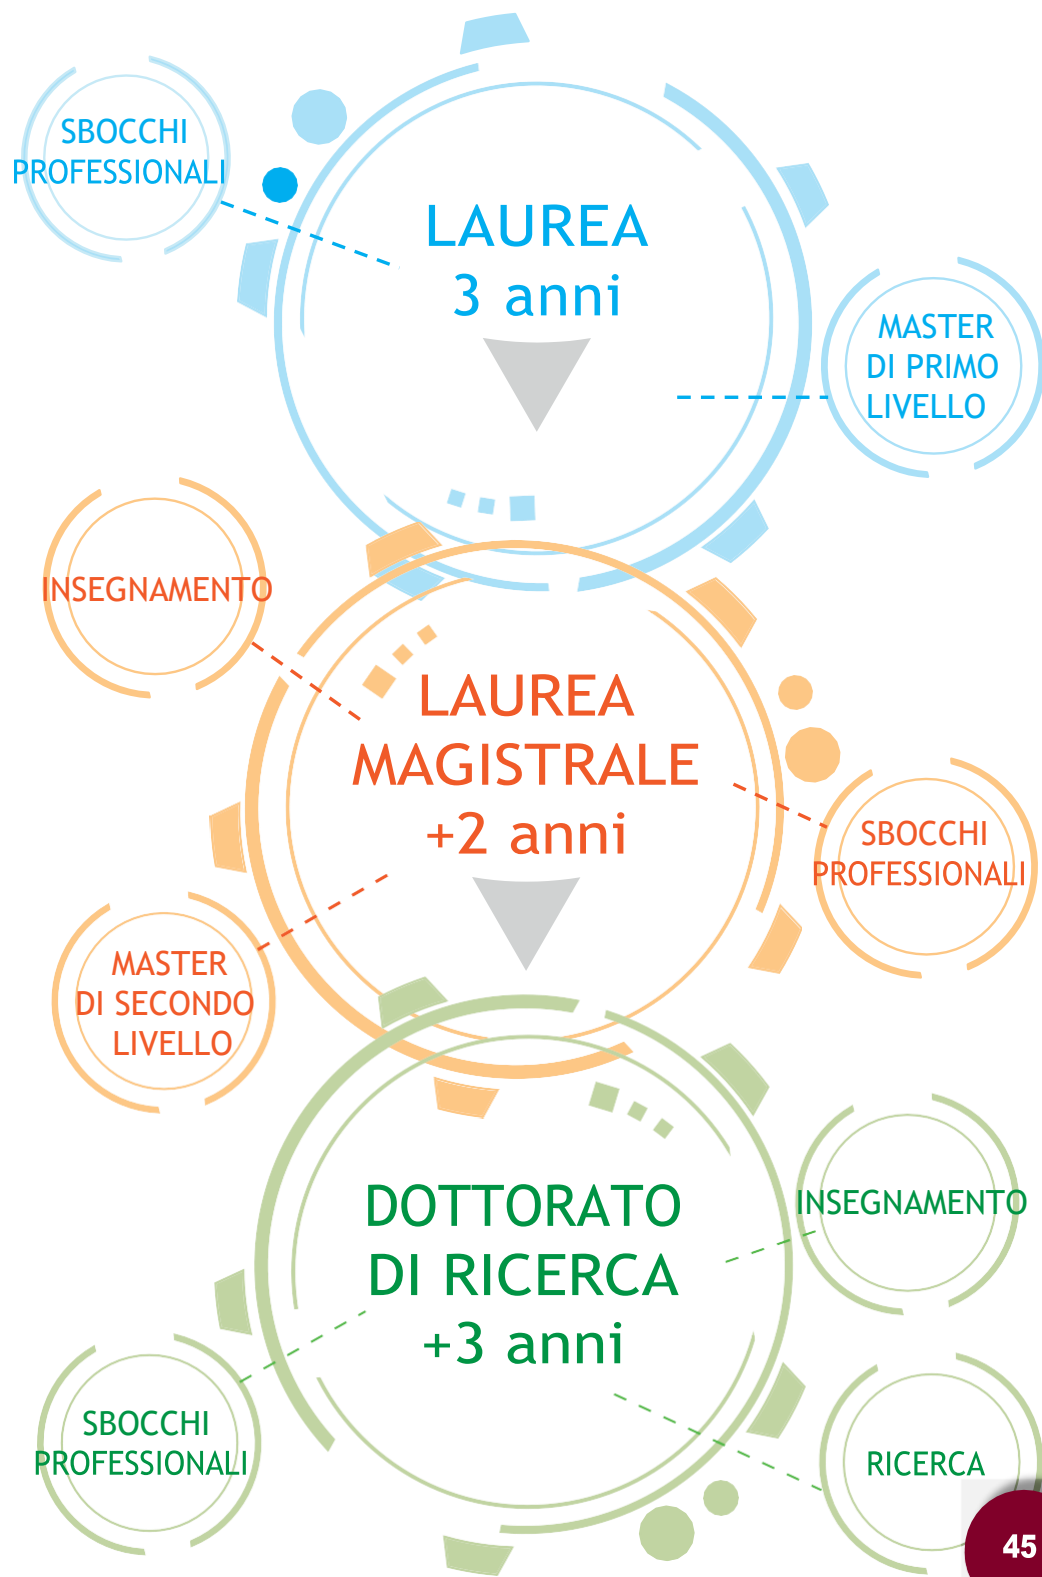 SBOCCHI
PROFESSIONALI
LAUREA
3 anni
MASTER
DI PRIMO
LIVELLO
INSEGNAMENTO
LAUREA
MAGISTRALE
+2 anni
SBOCCHI
PROFESSIONALI
MASTER
DI SECONDO
LIVELLO
DOTTORATO
DI RICERCA
+3 anni
INSEGNAMENTO
SBOCCHI
PROFESSIONALI
RICERCA
45